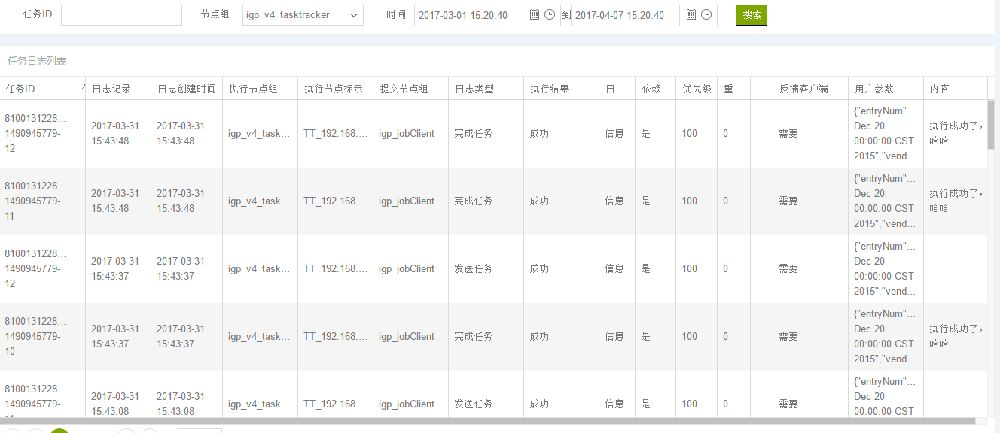 任务ID 节点组 igp_v4_tasktracker 时间 2017-03-01 15:20:40 到 2017-04-07 15:20:40 搜索
任务日志列表
任务ID 日志记录... 日志创建时间 执行节点组 执行节点标示 提交节点组 日志类型 执行结果 日... 依赖... 优先级 重... ... 反馈客户端 用户参数 内容
8100131228...
1490945779-
12
2017-03-31
15:43:48
2017-03-31
15:43:48
igp_v4_task...
TT_192.168....
igp_jobClient
完成任务
成功
信息
是
100
0
需要
{"entryNum"...
Dec 20
00:00:00 CST
2015","vend...
执行成功了，
哈哈
8100131228...
1490945779-
11
2017-03-31
15:43:48
2017-03-31
15:43:48
igp_v4_task...
TT_192.168....
igp_jobClient
完成任务
成功
信息
是
100
0
需要
{"entryNum"...
Dec 20
00:00:00 CST
2015","vend...
执行成功了，
哈哈
8100131228...
1490945779-
12
2017-03-31
15:43:37
2017-03-31
15:43:37
igp_v4_task...
TT_192.168....
igp_jobClient
发送任务
成功
信息
是
100
0
需要
{"entryNum"...
Dec 20
00:00:00 CST
2015","vend...
8100131228...
1490945779-
10
2017-03-31
15:43:37
2017-03-31
15:43:37
igp_v4_task...
TT_192.168....
igp_jobClient
完成任务
成功
信息
是
100
0
需要
{"entryNum"...
Dec 20
00:00:00 CST
2015","vend...
执行成功了，
哈哈
8100131228...
1490945779-
2017-03-31
15:43:08
2017-03-31
15:43:08
igp_v4_task...
TT_192.168....
igp_jobClient
发送任务
成功
信息
是
100
0
需要
{"entryNum"...
Dec 20
00:00:00 CST